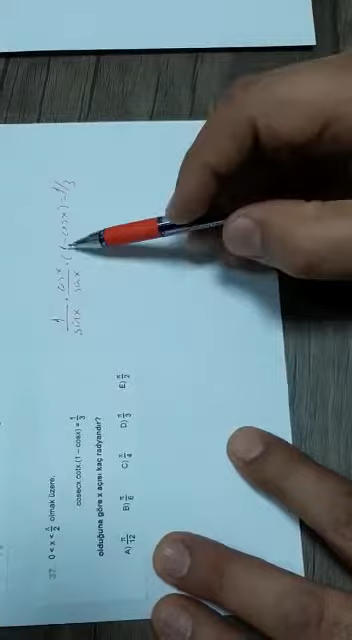 37. 0 < x < π/2 olmak üzere,
cosecx.cotx.(1 − cosx) = 1/3
olduğuna göre x açısı kaç radyandır?
A) π/12 B) π/6 C) π/4 D) π/3 E) π/2
1/sinx . cosx/sinx . (1 − cosx) = 1/3